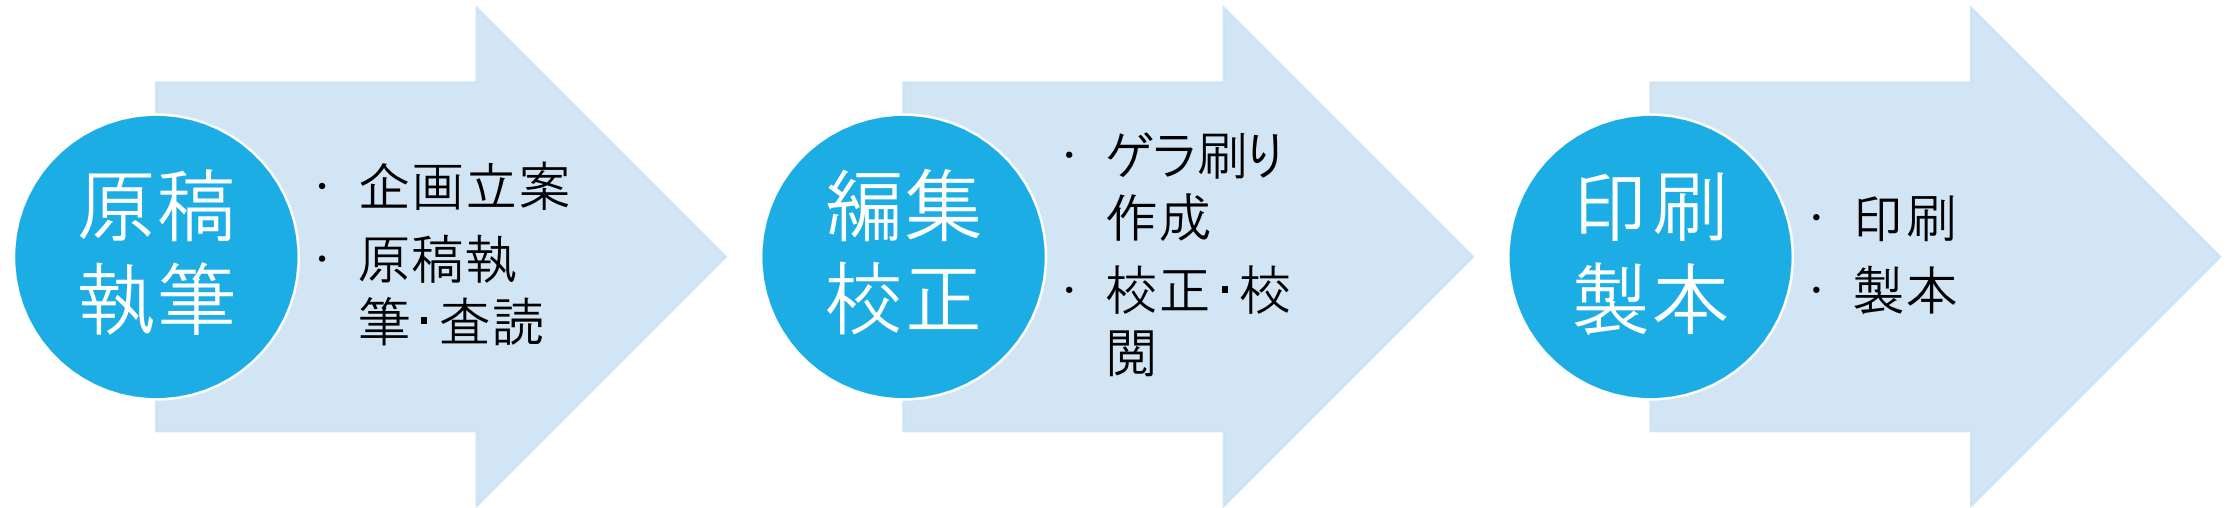 原稿
執筆
・ 企画立案
・ 原稿執
筆・査読
編集
校正
・ ゲラ刷り
作成
・ 校正・校
閲
印刷
製本
・ 印刷
・ 製本